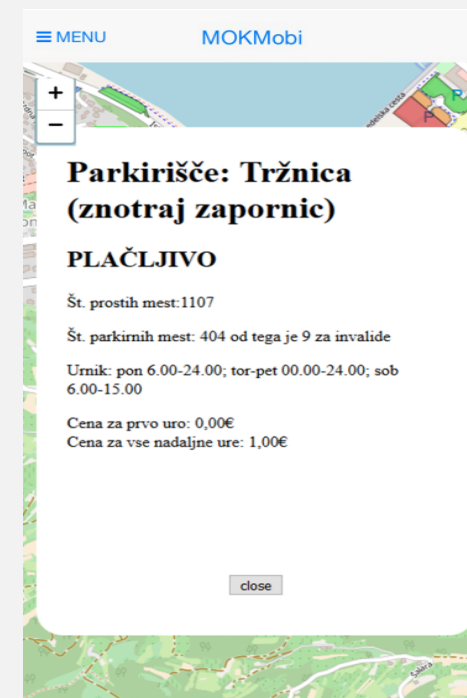 MENU
MOKMobi
+
−
Parkirišče: Tržnica
(znotraj zapornic)
PLAČLJIVO
Št. prostih mest:1107
Št. parkirnih mest: 404 od tega je 9 za invalide
Urnik: pon 6.00-24.00; tor-pet 00.00-24.00; sob
6.00-15.00
Cena za prvo uro: 0,00€
Cena za vse nadaljne ure: 1,00€
close